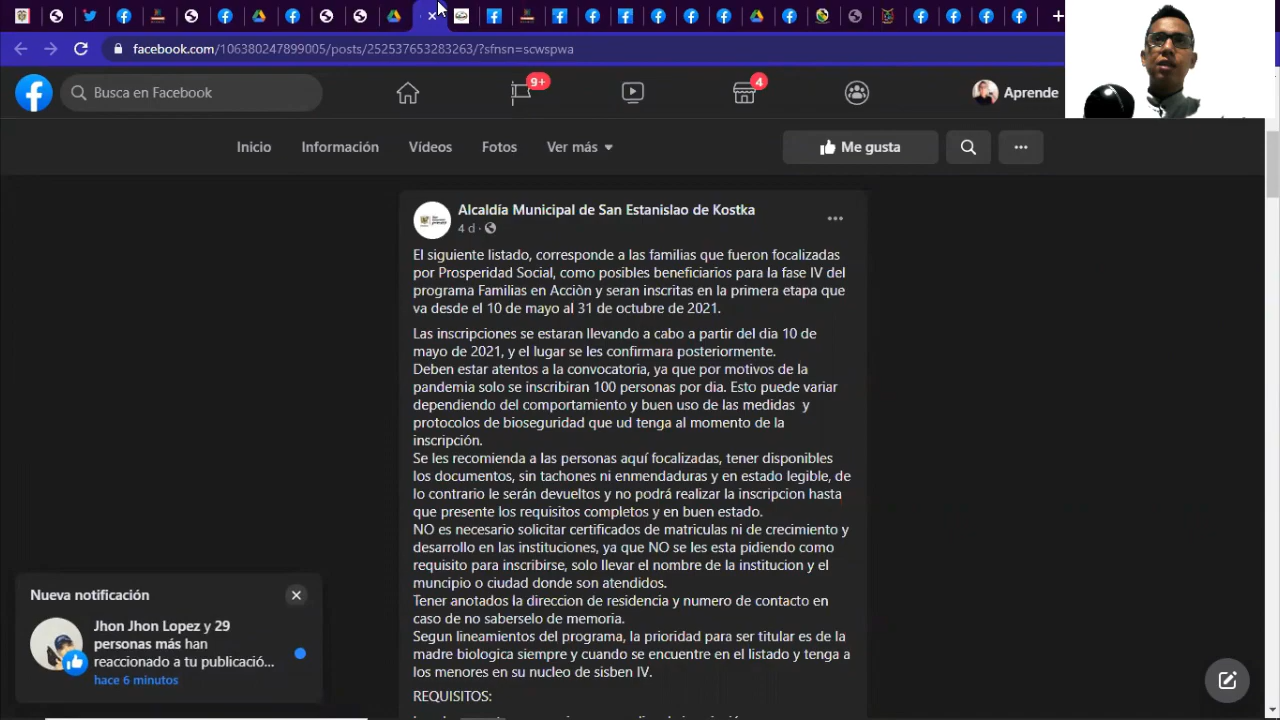 facebook.com/106380247899005/posts/252537653283263/?sfnsn=scwspwa
Busca en Facebook
9+
4
Aprende
Inicio
Información
Vídeos
Fotos
Ver más
Me gusta
Alcaldía Municipal de San Estanislao de Kostka
4 d ·
El siguiente listado, corresponde a las familias que fueron focalizadas
por Prosperidad Social, como posibles beneficiarios para la fase IV del
programa Familias en Acciòn y seran inscritas en la primera etapa que
va desde el 10 de mayo al 31 de octubre de 2021.
Las inscripciones se estaran llevando a cabo a partir del dia 10 de
mayo de 2021, y el lugar se les confirmara posteriormente.
Deben estar atentos a la convocatoria, ya que por motivos de la
pandemia solo se inscribiran 100 personas por dia. Esto puede variar
dependiendo del comportamiento y buen uso de las medidas y
protocolos de bioseguridad que ud tenga al momento de la
inscripción.
Se les recomienda a las personas aquí focalizadas, tener disponibles
los documentos, sin tachones ni enmendaduras y en estado legible, de
lo contrario le serán devueltos y no podrá realizar la inscripcion hasta
que presente los requisitos completos y en buen estado.
NO es necesario solicitar certificados de matriculas ni de crecimiento y
desarrollo en las instituciones, ya que NO se les esta pidiendo como
requisito para inscribirse, solo llevar el nombre de la institucion y el
muncipio o ciudad donde son atendidos.
Tener anotados la direccion de residencia y numero de contacto en
caso de no saberselo de memoria.
Segun lineamientos del programa, la prioridad para ser titular es de la
madre biologica siempre y cuando se encuentre en el listado y tenga a
los menores en su nucleo de sisben IV.
REQUISITOS:
Nueva notificación
Jhon Jhon Lopez y 29
personas más han
reaccionado a tu publicació...
hace 6 minutos